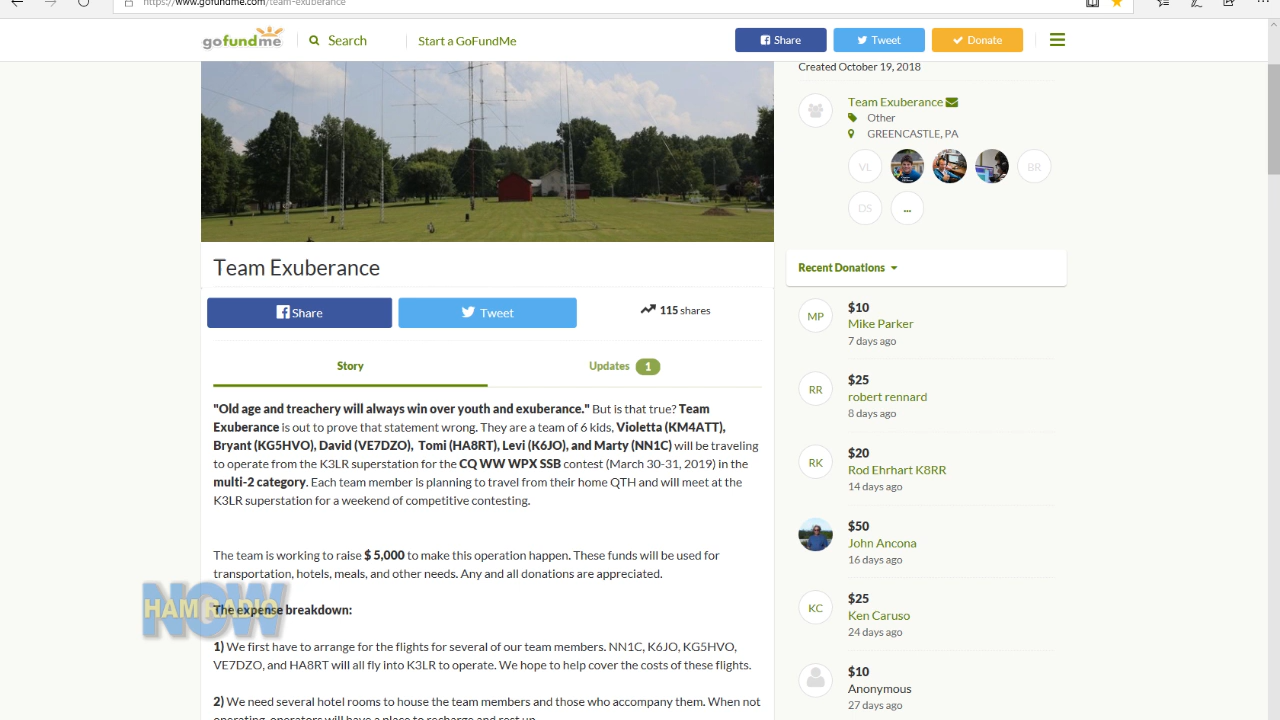 https://www.gofundme.com/team-exuberance
gofundme
Search
Start a GoFundMe
Share
Tweet
Donate
Created October 19, 2018
Team Exuberance
Other
GREENCASTLE, PA
VL
BR
DS
...
Team Exuberance
Share
Tweet
115 shares
Story
Updates 1
"Old age and treachery will always win over youth and exuberance." But is that true? Team
Exuberance is out to prove that statement wrong. They are a team of 6 kids, Violetta (KM4ATT),
Bryant (KG5HVO), David (VE7DZO), Tomi (HA8RT), Levi (K6JO), and Marty (NN1C) will be traveling
to operate from the K3LR superstation for the CQ WW WPX SSB contest (March 30-31, 2019) in the
multi-2 category. Each team member is planning to travel from their home QTH and will meet at the
K3LR superstation for a weekend of competitive contesting.
The team is working to raise $ 5,000 to make this operation happen. These funds will be used for
transportation, hotels, meals, and other needs. Any and all donations are appreciated.
The expense breakdown:
1) We first have to arrange for the flights for several of our team members. NN1C, K6JO, KG5HVO,
VE7DZO, and HA8RT will all fly into K3LR to operate. We hope to help cover the costs of these flights.
2) We need several hotel rooms to house the team members and those who accompany them. When not
operating, operators will have a place to recharge and rest up.
HAM RADIO
NOW
Recent Donations
MP
$10
Mike Parker
7 days ago
RR
$25
robert rennard
8 days ago
RK
$20
Rod Ehrhart K8RR
14 days ago
$50
John Ancona
16 days ago
KC
$25
Ken Caruso
24 days ago
$10
Anonymous
27 days ago